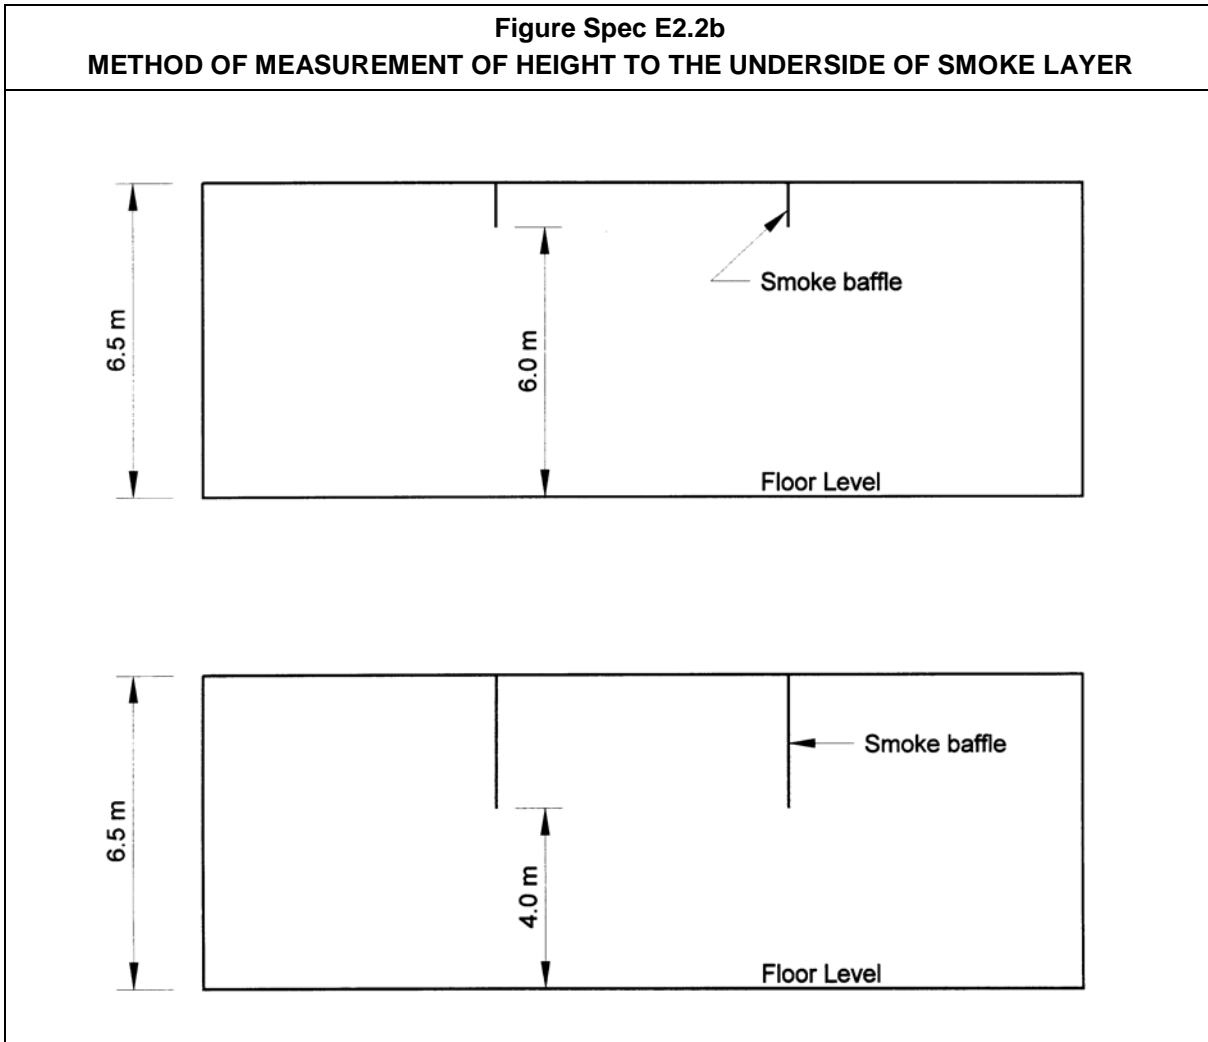 Figure Spec E2.2b
METHOD OF MEASUREMENT OF HEIGHT TO THE UNDERSIDE OF SMOKE LAYER
6.5 m
6.0 m
Smoke baffle
Floor Level
6.5 m
4.0 m
Smoke baffle
Floor Level